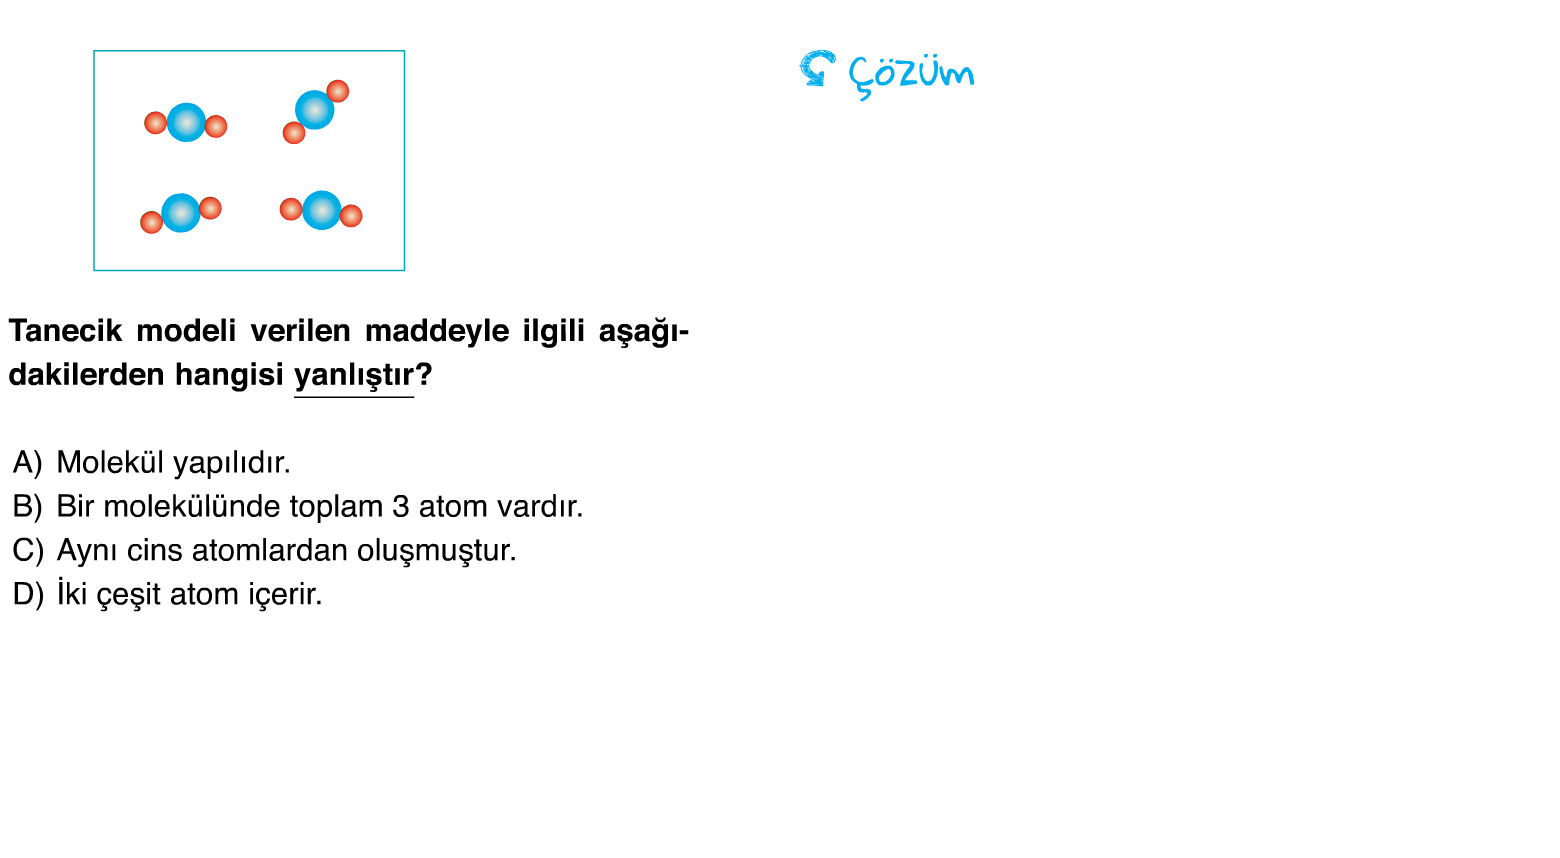 Çözüm
Tanecik modeli verilen maddeyle ilgili aşağı-
dakilerden hangisi yanlıştır?
A) Molekül yapılıdır.
B) Bir molekülünde toplam 3 atom vardır.
C) Aynı cins atomlardan oluşmuştur.
D) İki çeşit atom içerir.